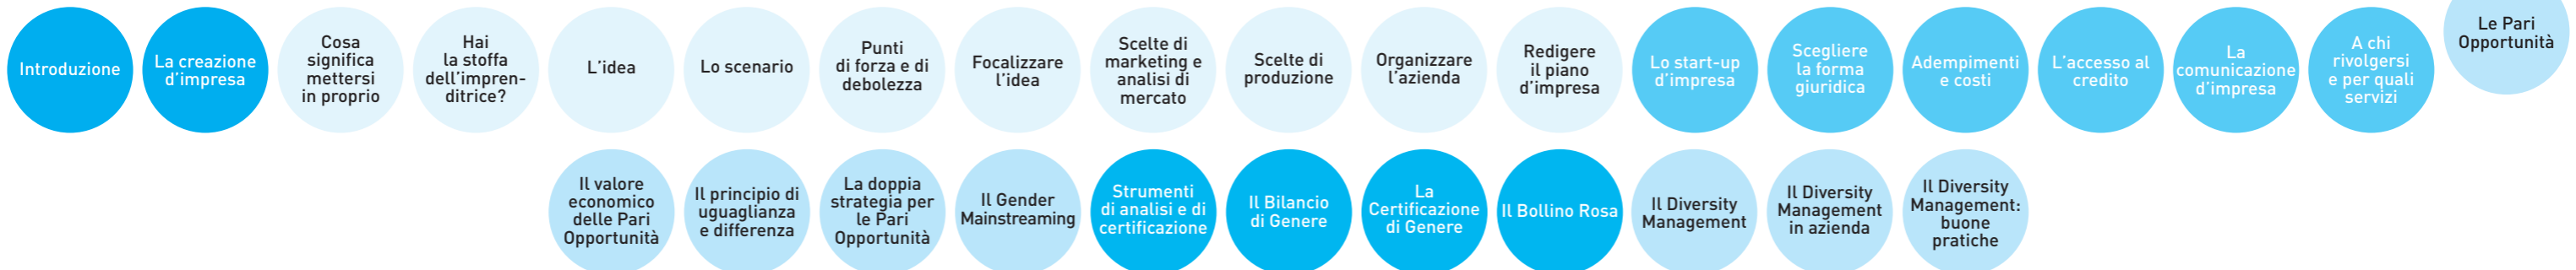 Introduzione
La creazione
d'impresa
Cosa
significa
mettersi
in proprio
Hai
la stoffa
dell'impren-
ditrice?
L'idea
Lo scenario
Punti
di forza e di
debolezza
Focalizzare
l'idea
Scelte di
marketing e
analisi di
mercato
Scelte di
produzione
Organizzare
l'azienda
Redigere
il piano
d'impresa
Lo start-up
d'impresa
Scegliere
la forma
giuridica
Adempimenti
e costi
L'accesso al
credito
La
comunicazione
d'impresa
A chi
rivolgersi
e per quali
servizi
Le Pari
Opportunità
Il valore
economico
delle Pari
Opportunità
Il principio di
uguaglianza
e differenza
La doppia
strategia per
le Pari
Opportunità
Il Gender
Mainstreaming
Strumenti
di analisi e di
certificazione
Il Bilancio
di Genere
La
Certificazione
di Genere
Il Bollino Rosa
Il Diversity
Management
Il Diversity
Management
in azienda
Il Diversity
Management:
buone
pratiche